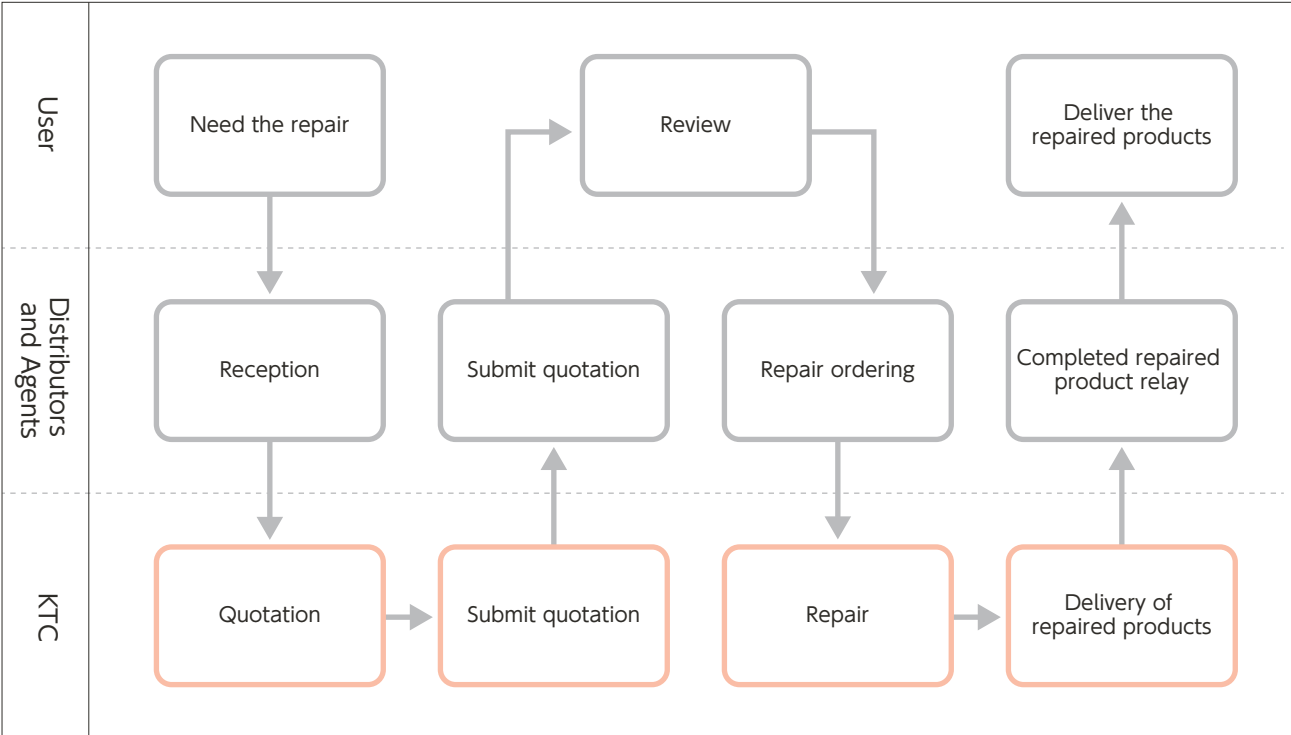 User
Need the repair
Review
Deliver the
repaired products
Distributors
and Agents
Reception
Submit quotation
Repair ordering
Completed repaired
product relay
KTC
Quotation
Submit quotation
Repair
Delivery of
repaired products